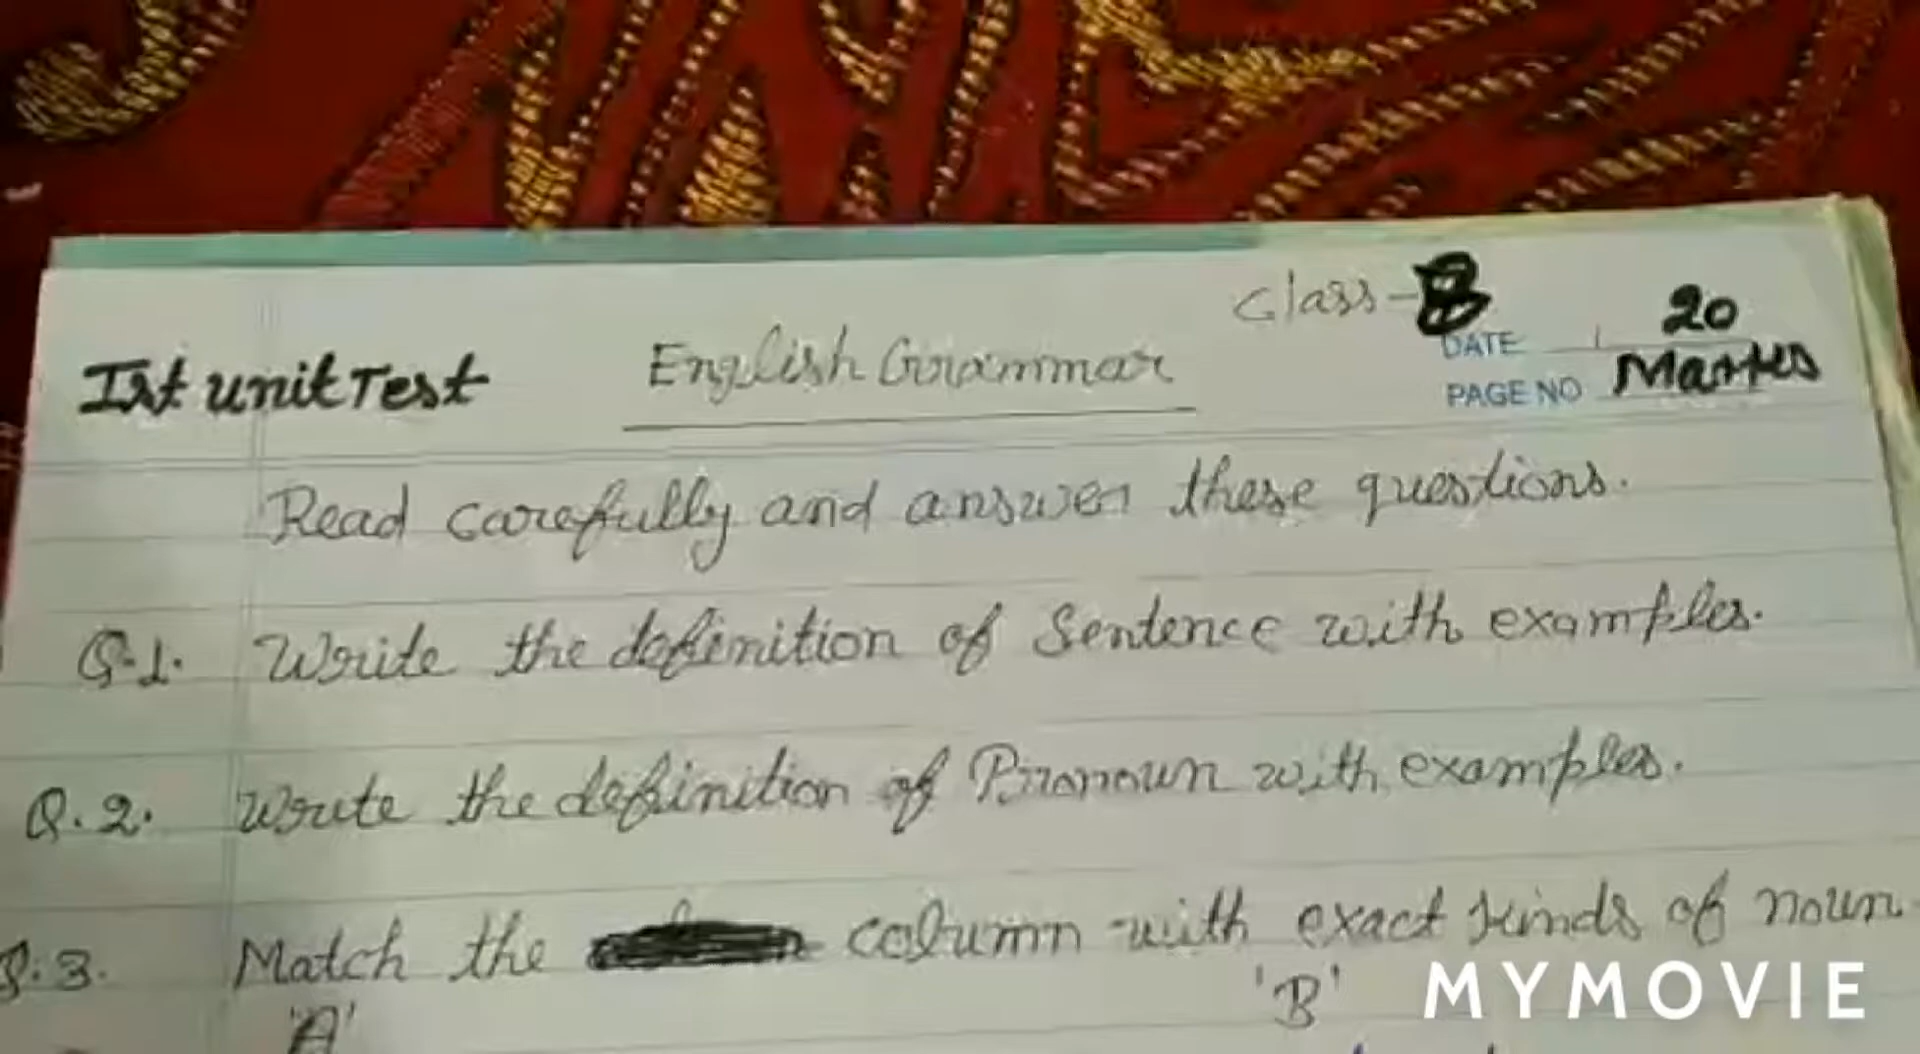 Class-8
20
DATE
Ist unit Test English Grammar
PAGE NO Marks
Read carefully and answer these questions.
Q.1. Write the definition of Sentence with examples.
Q.2. Write the definition of Pronoun with examples.
Q.3. Match the column with exact kinds of noun.
'A' 'B'
MYMOVIE